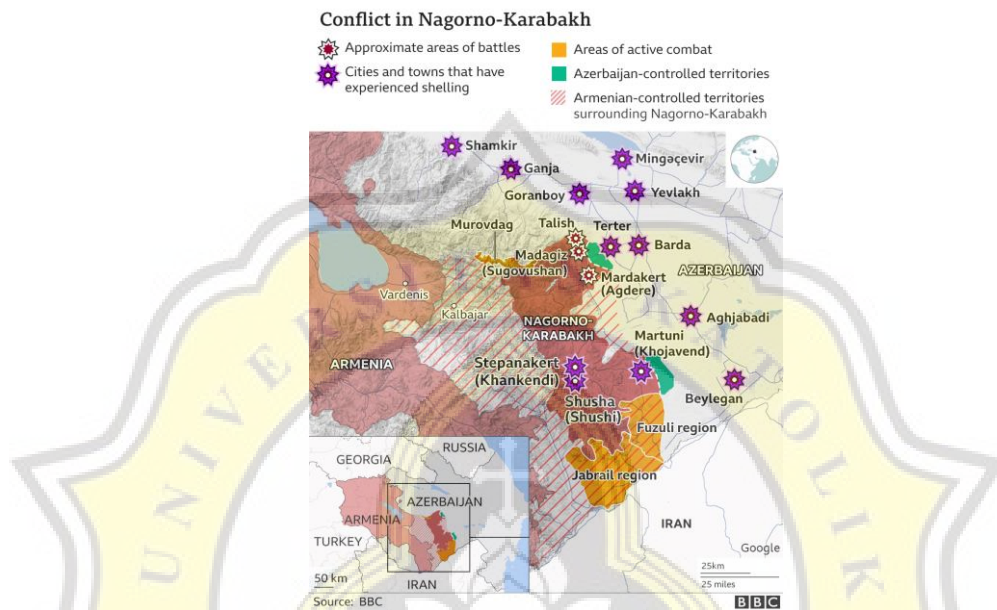 Conflict in Nagorno-Karabakh
Approximate areas of battles
Cities and towns that have
experienced shelling
Areas of active combat
Azerbaijan-controlled territories
Armenian-controlled territories
surrounding Nagorno-Karabakh
Shamkir
Mingəçevir
Ganja
Goranboy
Yevlakh
Murovdag
Talish
Terter
Barda
Madagiz
(Sugovushan)
Mardakert
(Agdere)
AZERBAIJAN
Vardenis
Kalbajar
NAGORNO-
KARABAKH
Aghjabadi
Martuni
(Khojavend)
ARMENIA
Stepanakert
(Khankendi)
Beylegan
Shusha
(Shushi)
Fuzuli region
Jabrail region
IRAN
Google
25km
25 miles
RUSSIA
GEORGIA
AZERBAIJAN
ARMENIA
TURKEY
IRAN
50 km
Source: BBC
BBC
UNIVE
OLIK